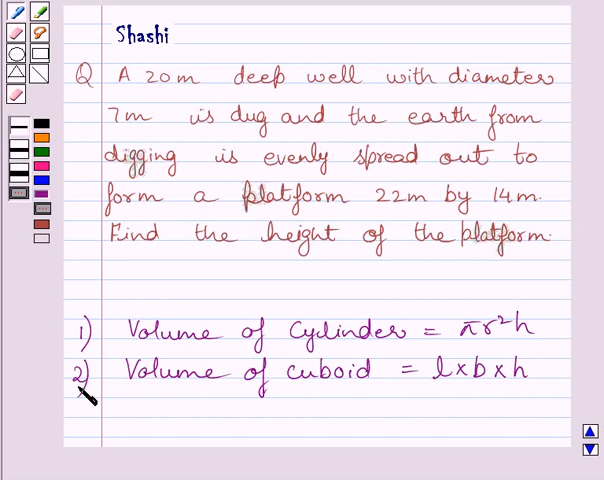 Shashi
Q A 20m deep well with diameter
7m is dug and the earth from
digging is evenly spread out to
form a platform 22m by 14m.
Find the height of the platform.
1) Volume of cylinder = πr²h
2) Volume of cuboid = l×b×h